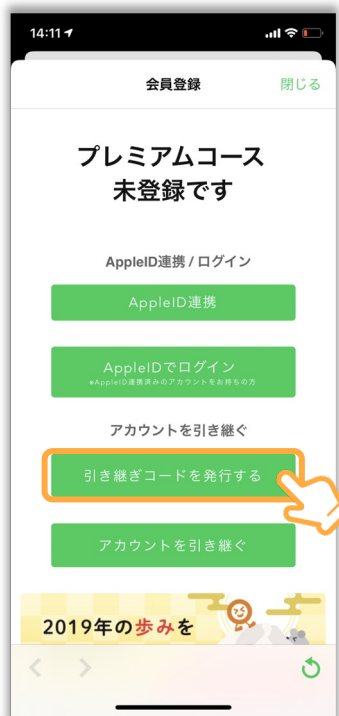 14:11
会員登録
閉じる
プレミアムコース
未登録です
AppleID連携 / ログイン
AppleID連携
AppleIDでログイン
※AppleID連携済みのアカウントをお持ちの方
アカウントを引き継ぐ
引き継ぎコードを発行する
アカウントを引き継ぐ
2019年の歩みを